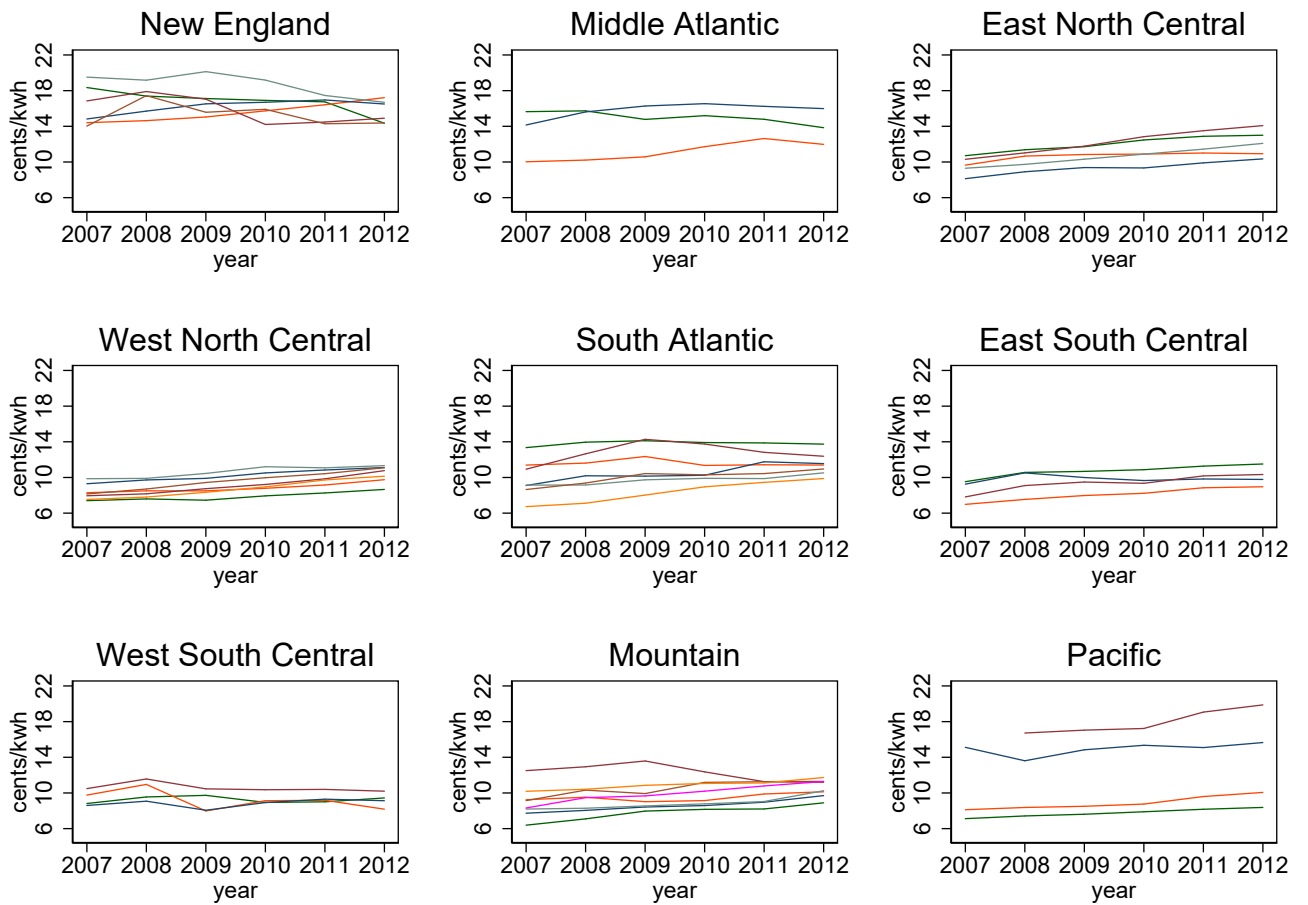 New England
cents/kwh
22
18
14
10
6
2007 2008 2009 2010 2011 2012
year
Middle Atlantic
cents/kwh
22
18
14
10
6
2007 2008 2009 2010 2011 2012
year
East North Central
cents/kwh
22
18
14
10
6
2007 2008 2009 2010 2011 2012
year
West North Central
cents/kwh
22
18
14
10
6
2007 2008 2009 2010 2011 2012
year
South Atlantic
cents/kwh
22
18
14
10
6
2007 2008 2009 2010 2011 2012
year
East South Central
cents/kwh
22
18
14
10
6
2007 2008 2009 2010 2011 2012
year
West South Central
cents/kwh
22
18
14
10
6
2007 2008 2009 2010 2011 2012
year
Mountain
cents/kwh
22
18
14
10
6
2007 2008 2009 2010 2011 2012
year
Pacific
cents/kwh
22
18
14
10
6
2007 2008 2009 2010 2011 2012
year